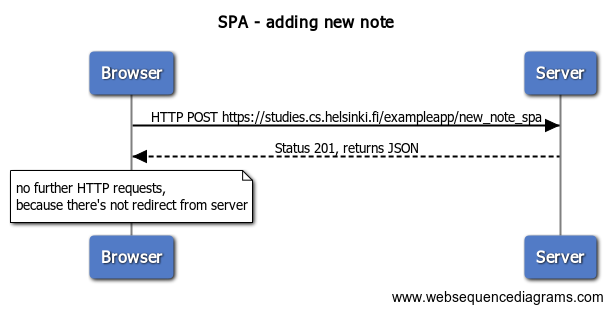 SPA - adding new note
Browser
Server
HTTP POST https://studies.cs.helsinki.fi/exampleapp/new_note_spa
Status 201, returns JSON
no further HTTP requests,
because there's not redirect from server
Browser
Server
www.websequencediagrams.com